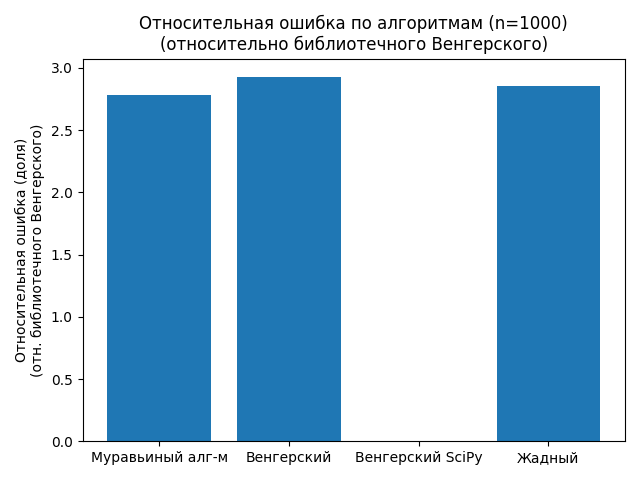 Относительная ошибка по алгоритмам (n=1000)
(относительно библиотечного Венгерского)
Относительная ошибка (доля)
(отн. библиотечного Венгерского)
3.0
2.5
2.0
1.5
1.0
0.5
0.0
Муравьиный алг-м
Венгерский
Венгерский SciPy
Жадный